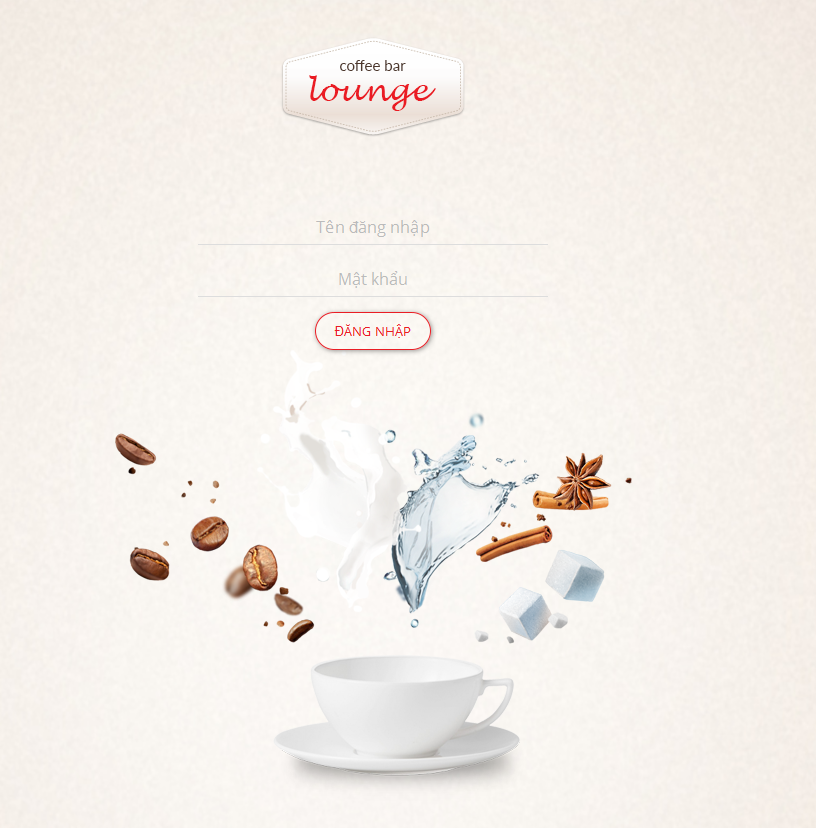 coffee bar
lounge
Tên đăng nhập
Mật khẩu
ĐĂNG NHẬP